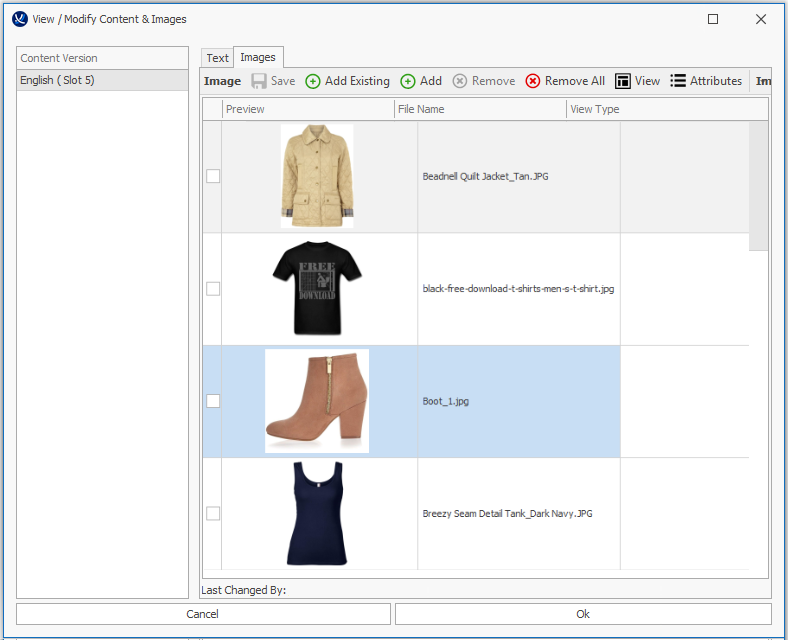 View / Modify Content & Images
Content Version
English ( Slot 5)
Text Images
Image Save Add Existing Add Remove Remove All View Attributes Im
Preview File Name View Type
Beadnell Quilt Jacket_Tan.JPG
FREE
DOWNLOAD
black-free-download-t-shirts-men-s-t-shirt.jpg
Boot_1.jpg
Breezy Seam Detail Tank_Dark Navy.JPG
Last Changed By:
Cancel Ok